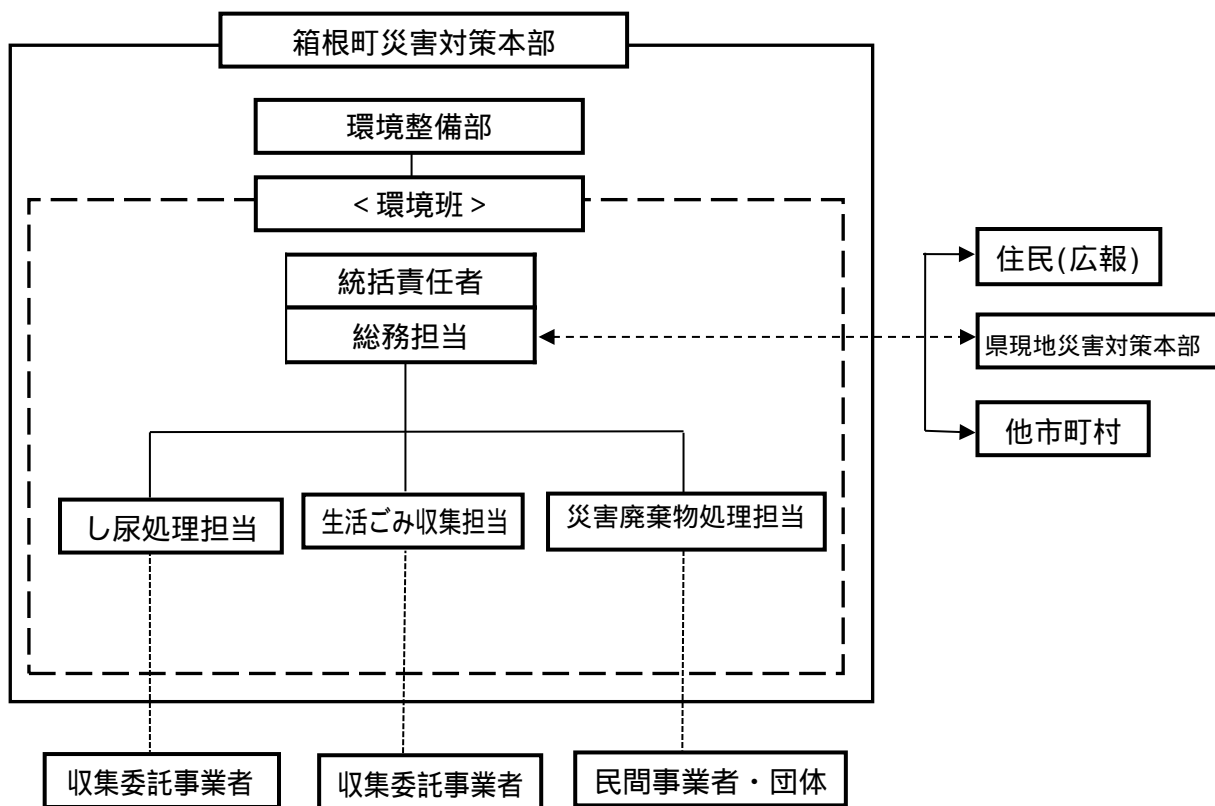 箱根町災害対策本部
環境整備部
<環境班>
統括責任者
総務担当
住民(広報)
県現地災害対策本部
他市町村
し尿処理担当
生活ごみ収集担当
災害廃棄物処理担当
収集委託事業者
収集委託事業者
民間事業者・団体